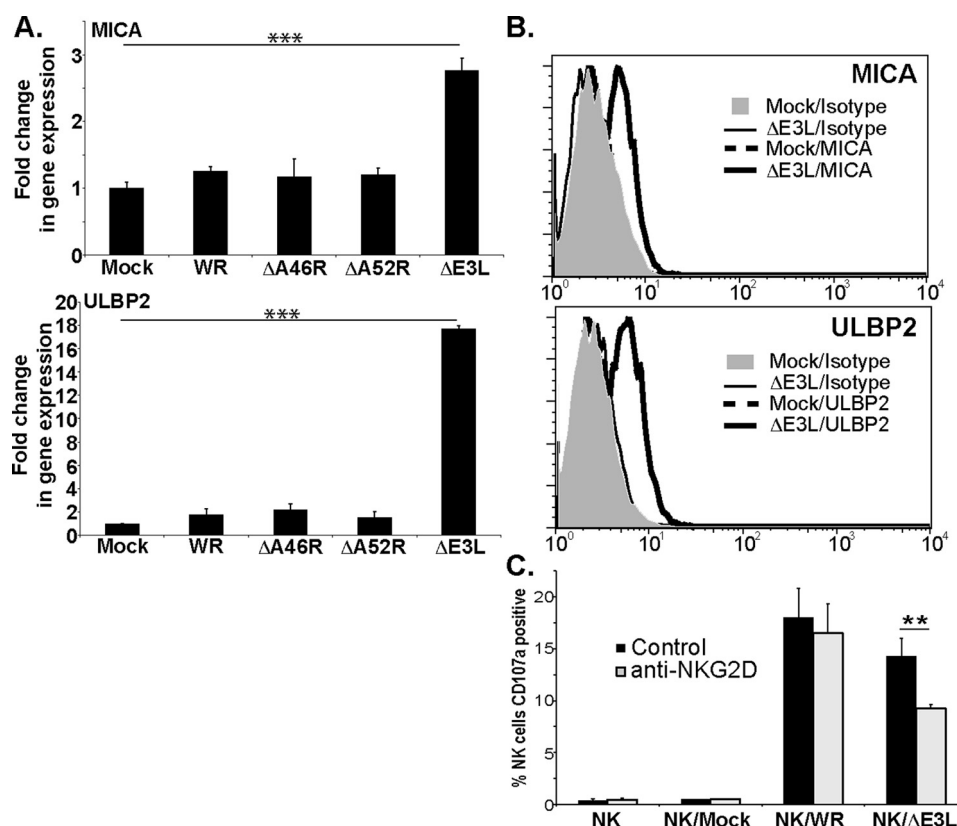 A.
MICA
***
Fold change
in gene expression
3
2
1
0
Mock WR ΔA46R ΔA52R ΔE3L
ULBP2
***
Fold change
in gene expression
20
18
16
14
12
10
8
6
4
2
0
Mock WR ΔA46R ΔA52R ΔE3L
B.
MICA
Mock/Isotype
ΔE3L/Isotype
Mock/MICA
ΔE3L/MICA
10⁰ 10¹ 10² 10³ 10⁴
ULBP2
Mock/Isotype
ΔE3L/Isotype
Mock/ULBP2
ΔE3L/ULBP2
10⁰ 10¹ 10² 10³ 10⁴
C.
% NK cells CD107a positive
20
15
10
5
0
Control
anti-NKG2D
**
NK NK/Mock NK/WR NK/ΔE3L